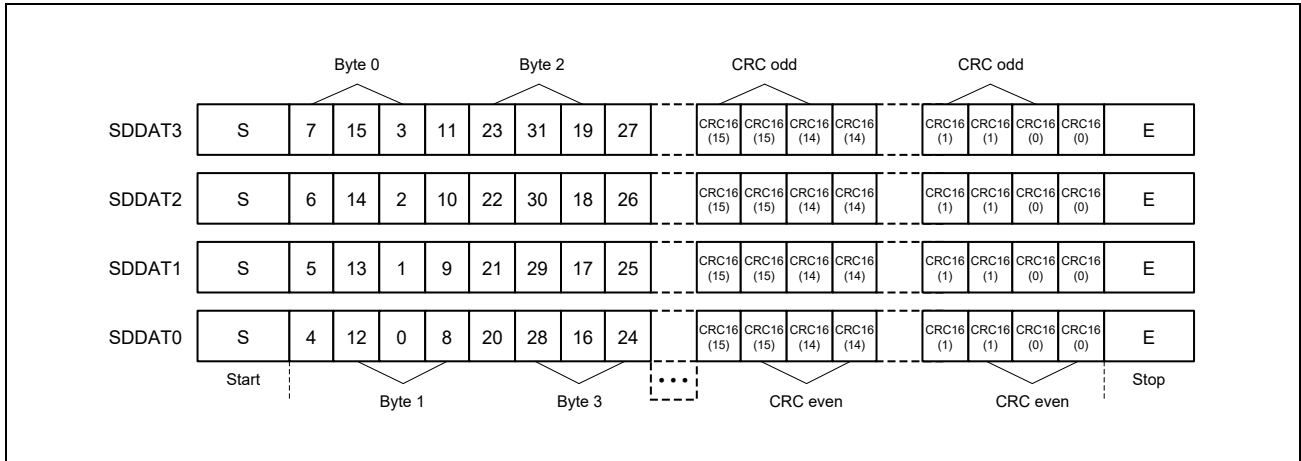 Byte 0 Byte 2 CRC odd CRC odd
SDDAT3 S 7 15 3 11 23 31 19 27 CRC16 (15) CRC16 (15) CRC16 (14) CRC16 (14) CRC16 (1) CRC16 (1) CRC16 (0) CRC16 (0) E
SDDAT2 S 6 14 2 10 22 30 18 26 CRC16 (15) CRC16 (15) CRC16 (14) CRC16 (14) CRC16 (1) CRC16 (1) CRC16 (0) CRC16 (0) E
SDDAT1 S 5 13 1 9 21 29 17 25 CRC16 (15) CRC16 (15) CRC16 (14) CRC16 (14) CRC16 (1) CRC16 (1) CRC16 (0) CRC16 (0) E
SDDAT0 S 4 12 0 8 20 28 16 24 CRC16 (15) CRC16 (15) CRC16 (14) CRC16 (14) CRC16 (1) CRC16 (1) CRC16 (0) CRC16 (0) E
Start ••• Stop
Byte 1 Byte 3 CRC even CRC even